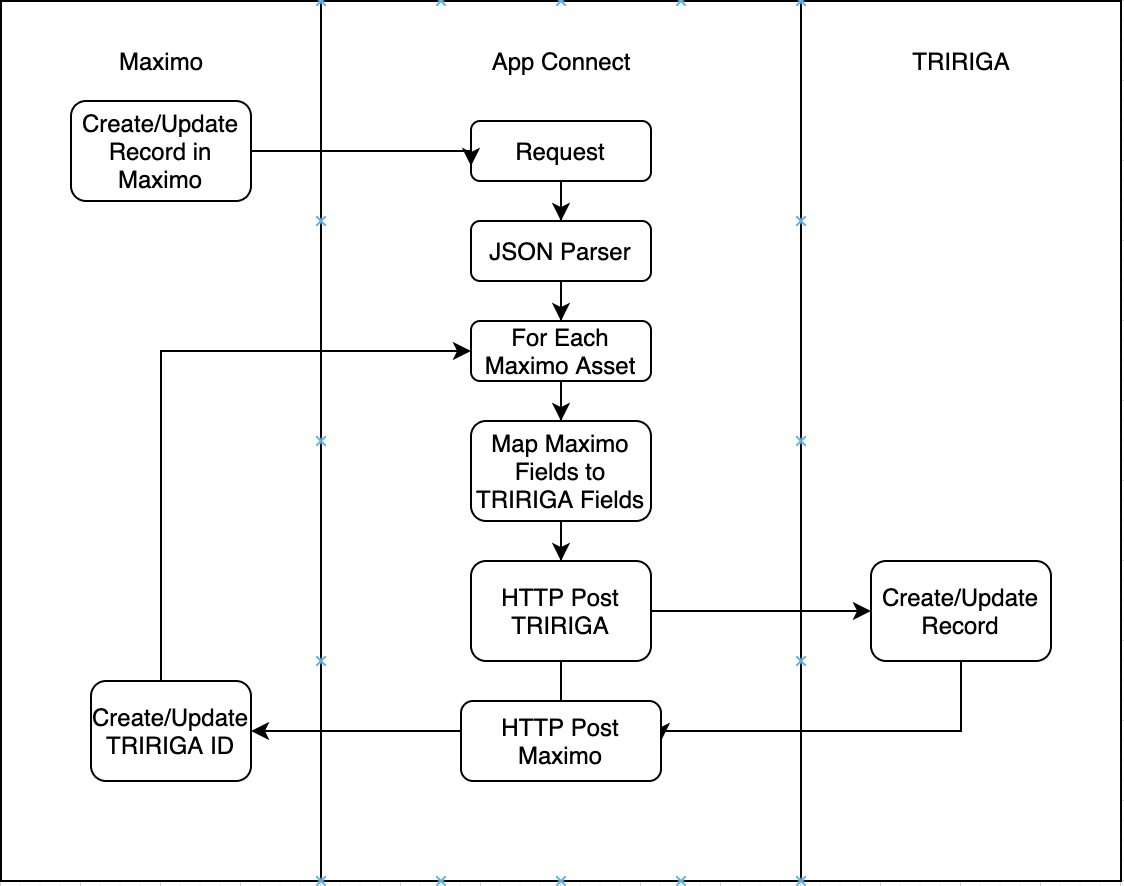 Maximo
App Connect
TRIRIGA
Create/Update
Record in
Maximo
Request
JSON Parser
For Each
Maximo Asset
Map Maximo
Fields to
TRIRIGA Fields
HTTP Post
TRIRIGA
Create/Update
Record
Create/Update
TRIRIGA ID
HTTP Post
Maximo